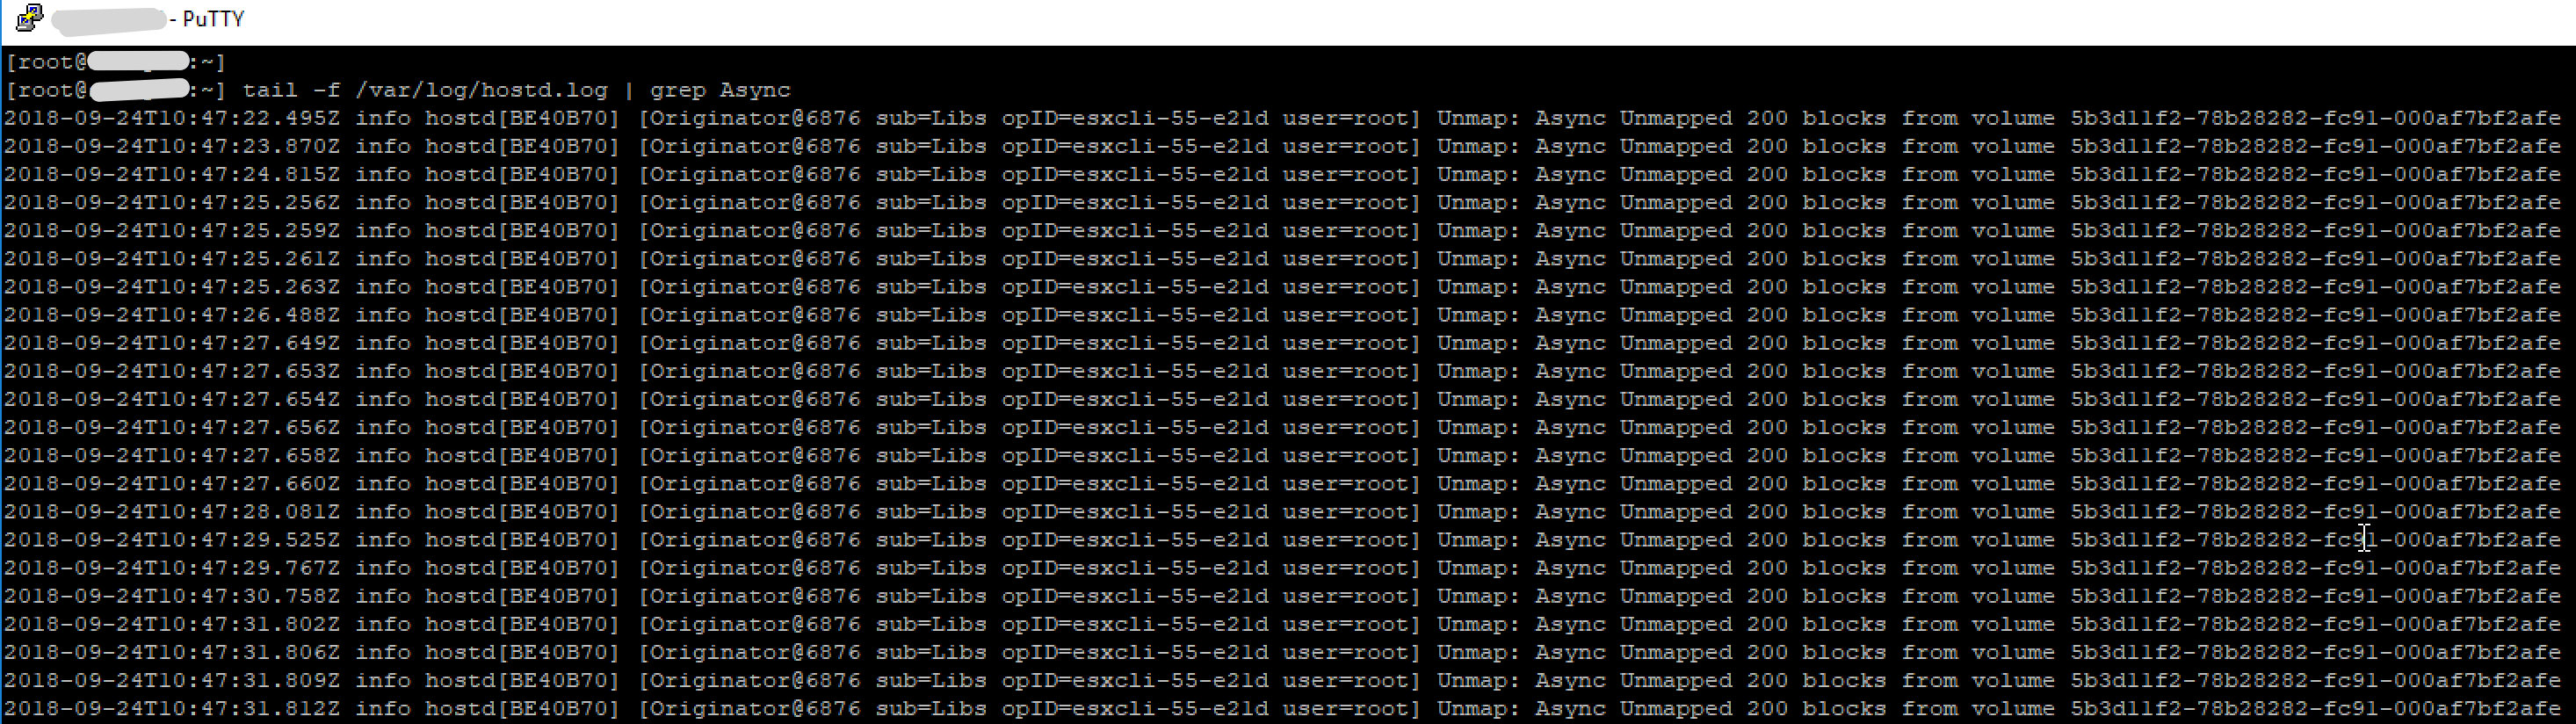 - PuTTY
[root@ :~]
[root@ :~] tail -f /var/log/hostd.log | grep Async
2018-09-24T10:47:22.495Z info hostd[BE40B70] [Originator@6876 sub=Libs opID=esxcli-55-e21d user=root] Unmap: Async Unmapped 200 blocks from volume 5b3d11f2-78b28282-fc91-000af7bf2afe
2018-09-24T10:47:23.870Z info hostd[BE40B70] [Originator@6876 sub=Libs opID=esxcli-55-e21d user=root] Unmap: Async Unmapped 200 blocks from volume 5b3d11f2-78b28282-fc91-000af7bf2afe
2018-09-24T10:47:24.815Z info hostd[BE40B70] [Originator@6876 sub=Libs opID=esxcli-55-e21d user=root] Unmap: Async Unmapped 200 blocks from volume 5b3d11f2-78b28282-fc91-000af7bf2afe
2018-09-24T10:47:25.256Z info hostd[BE40B70] [Originator@6876 sub=Libs opID=esxcli-55-e21d user=root] Unmap: Async Unmapped 200 blocks from volume 5b3d11f2-78b28282-fc91-000af7bf2afe
2018-09-24T10:47:25.259Z info hostd[BE40B70] [Originator@6876 sub=Libs opID=esxcli-55-e21d user=root] Unmap: Async Unmapped 200 blocks from volume 5b3d11f2-78b28282-fc91-000af7bf2afe
2018-09-24T10:47:25.261Z info hostd[BE40B70] [Originator@6876 sub=Libs opID=esxcli-55-e21d user=root] Unmap: Async Unmapped 200 blocks from volume 5b3d11f2-78b28282-fc91-000af7bf2afe
2018-09-24T10:47:25.263Z info hostd[BE40B70] [Originator@6876 sub=Libs opID=esxcli-55-e21d user=root] Unmap: Async Unmapped 200 blocks from volume 5b3d11f2-78b28282-fc91-000af7bf2afe
2018-09-24T10:47:26.488Z info hostd[BE40B70] [Originator@6876 sub=Libs opID=esxcli-55-e21d user=root] Unmap: Async Unmapped 200 blocks from volume 5b3d11f2-78b28282-fc91-000af7bf2afe
2018-09-24T10:47:27.649Z info hostd[BE40B70] [Originator@6876 sub=Libs opID=esxcli-55-e21d user=root] Unmap: Async Unmapped 200 blocks from volume 5b3d11f2-78b28282-fc91-000af7bf2afe
2018-09-24T10:47:27.653Z info hostd[BE40B70] [Originator@6876 sub=Libs opID=esxcli-55-e21d user=root] Unmap: Async Unmapped 200 blocks from volume 5b3d11f2-78b28282-fc91-000af7bf2afe
2018-09-24T10:47:27.654Z info hostd[BE40B70] [Originator@6876 sub=Libs opID=esxcli-55-e21d user=root] Unmap: Async Unmapped 200 blocks from volume 5b3d11f2-78b28282-fc91-000af7bf2afe
2018-09-24T10:47:27.656Z info hostd[BE40B70] [Originator@6876 sub=Libs opID=esxcli-55-e21d user=root] Unmap: Async Unmapped 200 blocks from volume 5b3d11f2-78b28282-fc91-000af7bf2afe
2018-09-24T10:47:27.658Z info hostd[BE40B70] [Originator@6876 sub=Libs opID=esxcli-55-e21d user=root] Unmap: Async Unmapped 200 blocks from volume 5b3d11f2-78b28282-fc91-000af7bf2afe
2018-09-24T10:47:27.660Z info hostd[BE40B70] [Originator@6876 sub=Libs opID=esxcli-55-e21d user=root] Unmap: Async Unmapped 200 blocks from volume 5b3d11f2-78b28282-fc91-000af7bf2afe
2018-09-24T10:47:28.081Z info hostd[BE40B70] [Originator@6876 sub=Libs opID=esxcli-55-e21d user=root] Unmap: Async Unmapped 200 blocks from volume 5b3d11f2-78b28282-fc91-000af7bf2afe
2018-09-24T10:47:29.525Z info hostd[BE40B70] [Originator@6876 sub=Libs opID=esxcli-55-e21d user=root] Unmap: Async Unmapped 200 blocks from volume 5b3d11f2-78b28282-fc91-000af7bf2afe
2018-09-24T10:47:29.767Z info hostd[BE40B70] [Originator@6876 sub=Libs opID=esxcli-55-e21d user=root] Unmap: Async Unmapped 200 blocks from volume 5b3d11f2-78b28282-fc91-000af7bf2afe
2018-09-24T10:47:30.758Z info hostd[BE40B70] [Originator@6876 sub=Libs opID=esxcli-55-e21d user=root] Unmap: Async Unmapped 200 blocks from volume 5b3d11f2-78b28282-fc91-000af7bf2afe
2018-09-24T10:47:31.802Z info hostd[BE40B70] [Originator@6876 sub=Libs opID=esxcli-55-e21d user=root] Unmap: Async Unmapped 200 blocks from volume 5b3d11f2-78b28282-fc91-000af7bf2afe
2018-09-24T10:47:31.806Z info hostd[BE40B70] [Originator@6876 sub=Libs opID=esxcli-55-e21d user=root] Unmap: Async Unmapped 200 blocks from volume 5b3d11f2-78b28282-fc91-000af7bf2afe
2018-09-24T10:47:31.809Z info hostd[BE40B70] [Originator@6876 sub=Libs opID=esxcli-55-e21d user=root] Unmap: Async Unmapped 200 blocks from volume 5b3d11f2-78b28282-fc91-000af7bf2afe
2018-09-24T10:47:31.812Z info hostd[BE40B70] [Originator@6876 sub=Libs opID=esxcli-55-e21d user=root] Unmap: Async Unmapped 200 blocks from volume 5b3d11f2-78b28282-fc91-000af7bf2afe